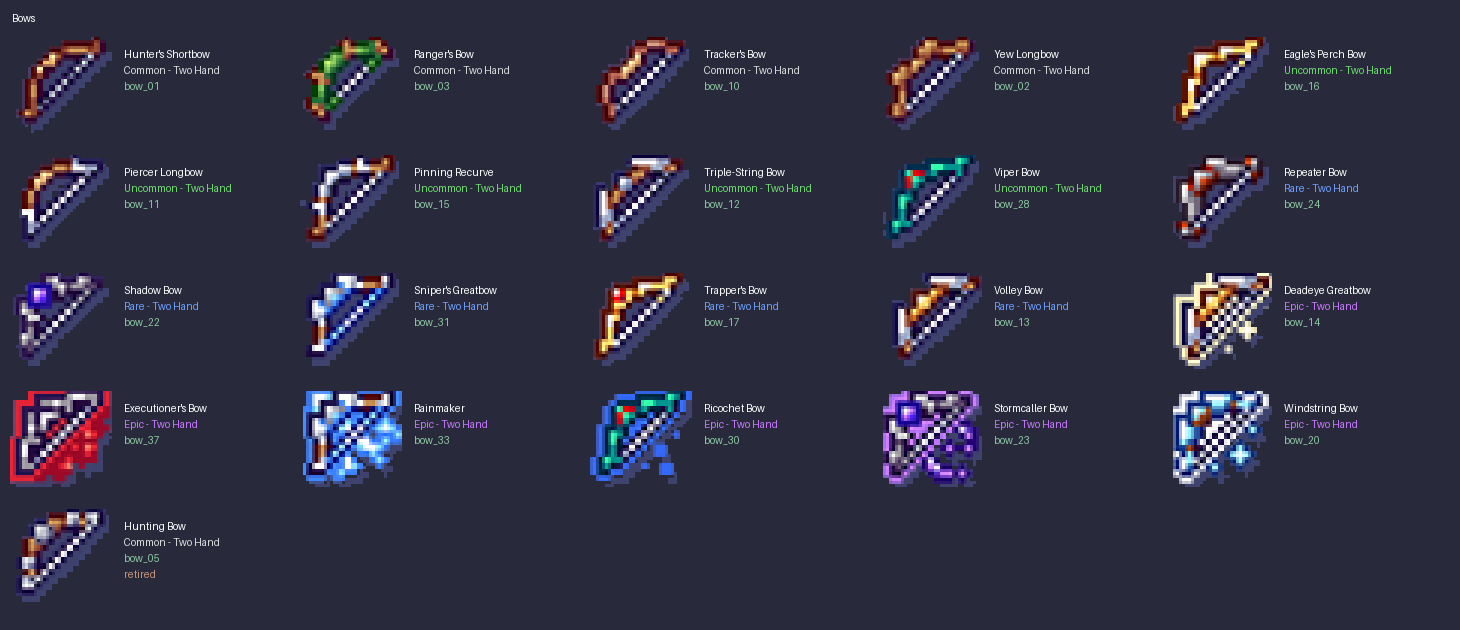 Bows
Hunter's Shortbow
Common - Two Hand
bow_01
Ranger's Bow
Common - Two Hand
bow_03
Tracker's Bow
Common - Two Hand
bow_10
Yew Longbow
Common - Two Hand
bow_02
Eagle's Perch Bow
Uncommon - Two Hand
bow_16
Piercer Longbow
Uncommon - Two Hand
bow_11
Pinning Recurve
Uncommon - Two Hand
bow_15
Triple-String Bow
Uncommon - Two Hand
bow_12
Viper Bow
Uncommon - Two Hand
bow_28
Repeater Bow
Rare - Two Hand
bow_24
Shadow Bow
Rare - Two Hand
bow_22
Sniper's Greatbow
Rare - Two Hand
bow_31
Trapper's Bow
Rare - Two Hand
bow_17
Volley Bow
Rare - Two Hand
bow_13
Deadeye Greatbow
Epic - Two Hand
bow_14
Executioner's Bow
Epic - Two Hand
bow_37
Rainmaker
Epic - Two Hand
bow_33
Ricochet Bow
Epic - Two Hand
bow_30
Stormcaller Bow
Epic - Two Hand
bow_23
Windstring Bow
Epic - Two Hand
bow_20
Hunting Bow
Common - Two Hand
bow_05
retired